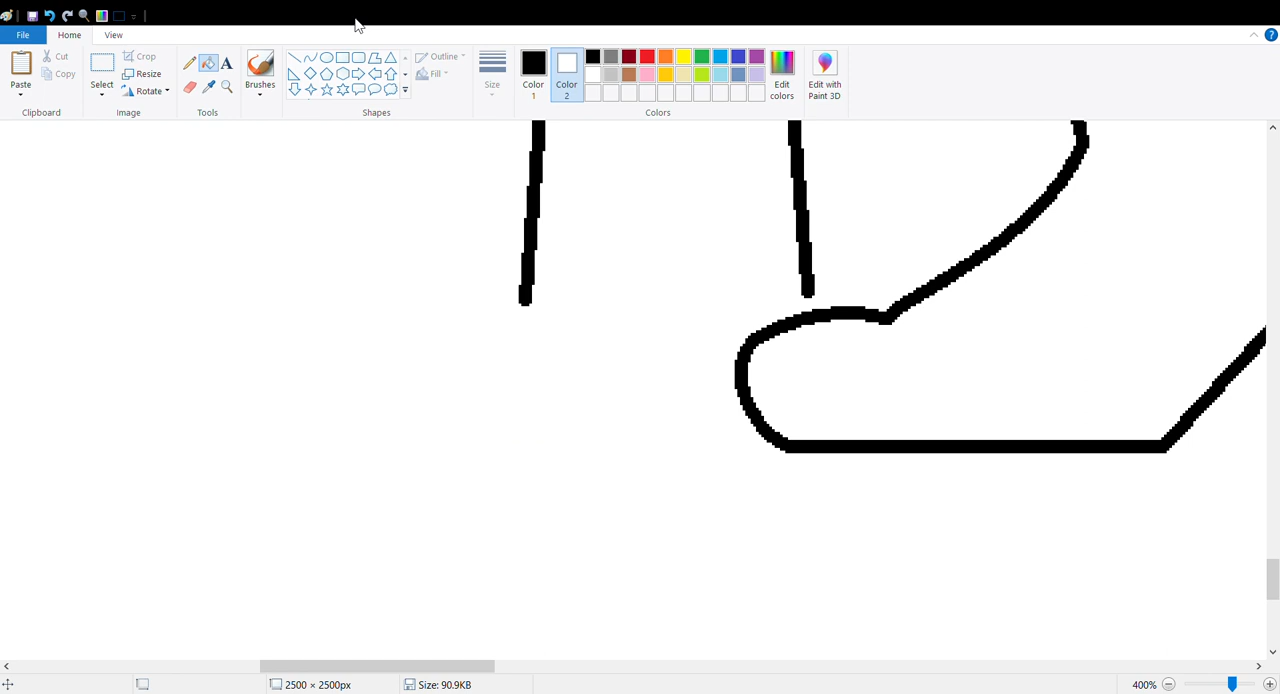 File Home View
Paste
Cut
Copy
Clipboard
Select
Crop
Resize
Rotate
Image
A
Tools
Brushes
Outline
Fill
Shapes
Size
Color 1
Color 2
Edit colors
Colors
Edit with Paint 3D
?
2500 × 2500px
Size: 90.9KB
400%